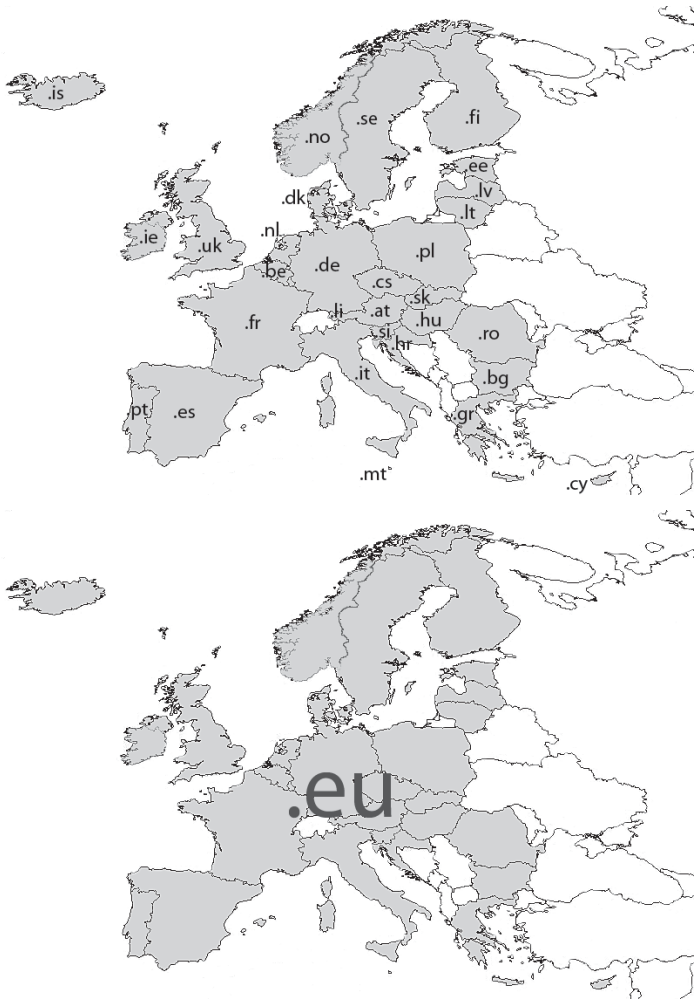 .is
.no
.se
.fi
.ee
.lv
.lt
.dk
.nl
.ie
.uk
be
.de
.pl
.cs
.sk
.li
.at
.hu
.fr
.si
.hr
.ro
.it
.bg
.pt
.es
.gr
.mt
.cy
.eu